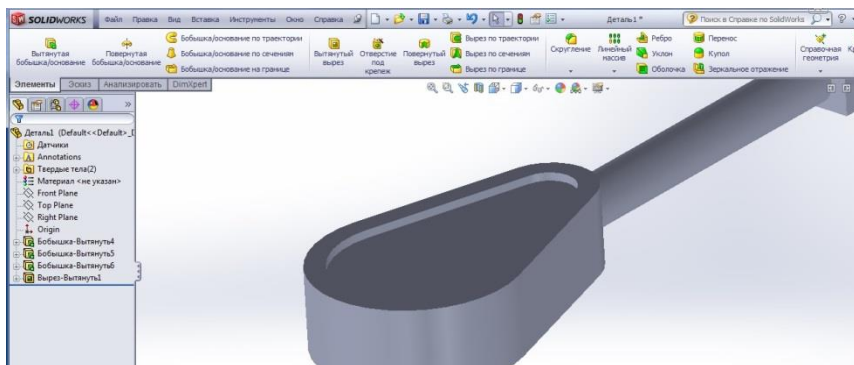 SOLIDWORKS Файл Правка Вид Вставка Инструменты Окно Справка Деталь1 * Поиск в Справке по SolidWorks
Вытянутая бобышка/основание
Повернутая бобышка/основание
Бобышка/основание по траектории
Бобышка/основание по сечениям
Бобышка/основание на границе
Вытянутый вырез
Отверстие под крепеж
Повернутый вырез
Вырез по траектории
Вырез по сечениям
Вырез по границе
Скругление
Линейный массив
Ребро
Уклон
Оболочка
Перенос
Купол
Зеркальное отражение
Справочная геометрия
Элементы Эскиз Анализировать DimXpert
Деталь1 (Default<<Default>_D
Датчики
Annotations
Твердые тела(2)
Материал <не указан>
Front Plane
Top Plane
Right Plane
Origin
Бобышка-Вытянуть4
Бобышка-Вытянуть5
Бобышка-Вытянуть6
Вырез-Вытянуть1